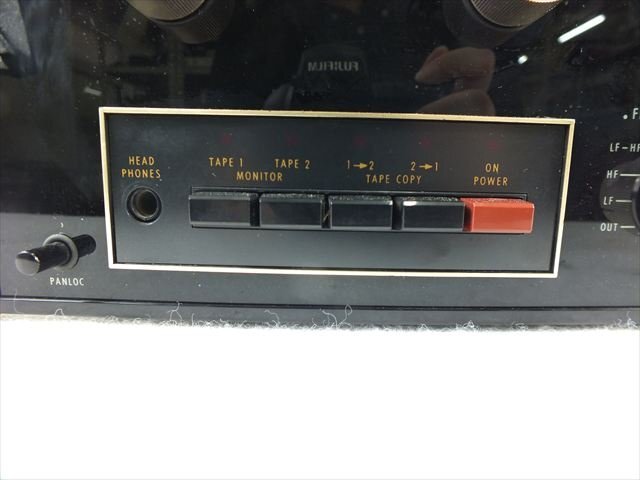 FUJIFILM
HEAD
PHONES
TAPE 1 TAPE 2
MONITOR
1→2 2→1
TAPE COPY
ON
POWER
PANLOC
LF-HF
HF
LF
OUT